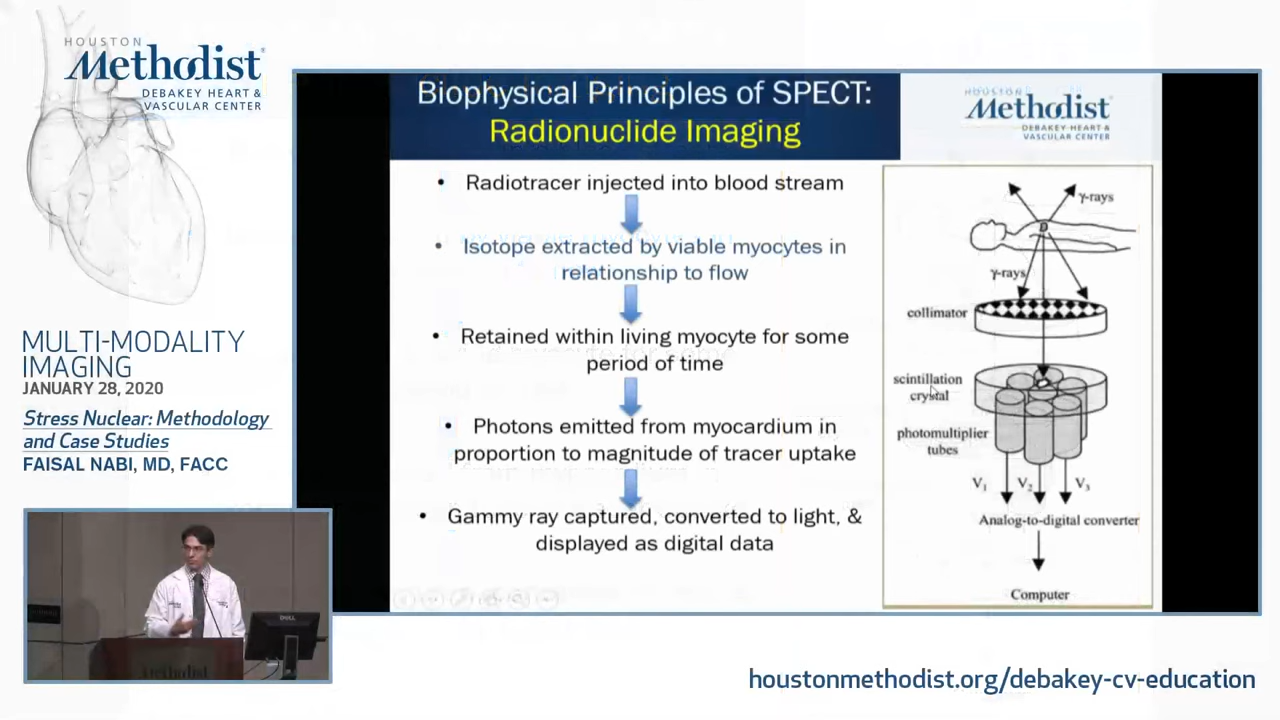 HOUSTON
Methodist
DEBAKEY HEART &
VASCULAR CENTER
MULTI-MODALITY
IMAGING
JANUARY 28, 2020
Stress Nuclear: Methodology
and Case Studies
FAISAL NABI, MD, FACC
Biophysical Principles of SPECT:
Radionuclide Imaging
HOUSTON
Methodist
DEBAKEY HEART &
VASCULAR CENTER
• Radiotracer injected into blood stream
• Isotope extracted by viable myocytes in
relationship to flow
• Retained within living myocyte for some
period of time
• Photons emitted from myocardium in
proportion to magnitude of tracer uptake
• Gammy ray captured, converted to light, &
displayed as digital data
γ-rays
γ-rays
collimator
scintillation
crystal
photomultiplier
tubes
V1 V2 V3
Analog-to-digital converter
Computer
DELL
Methodist
houstonmethodist.org/debakey-cv-education